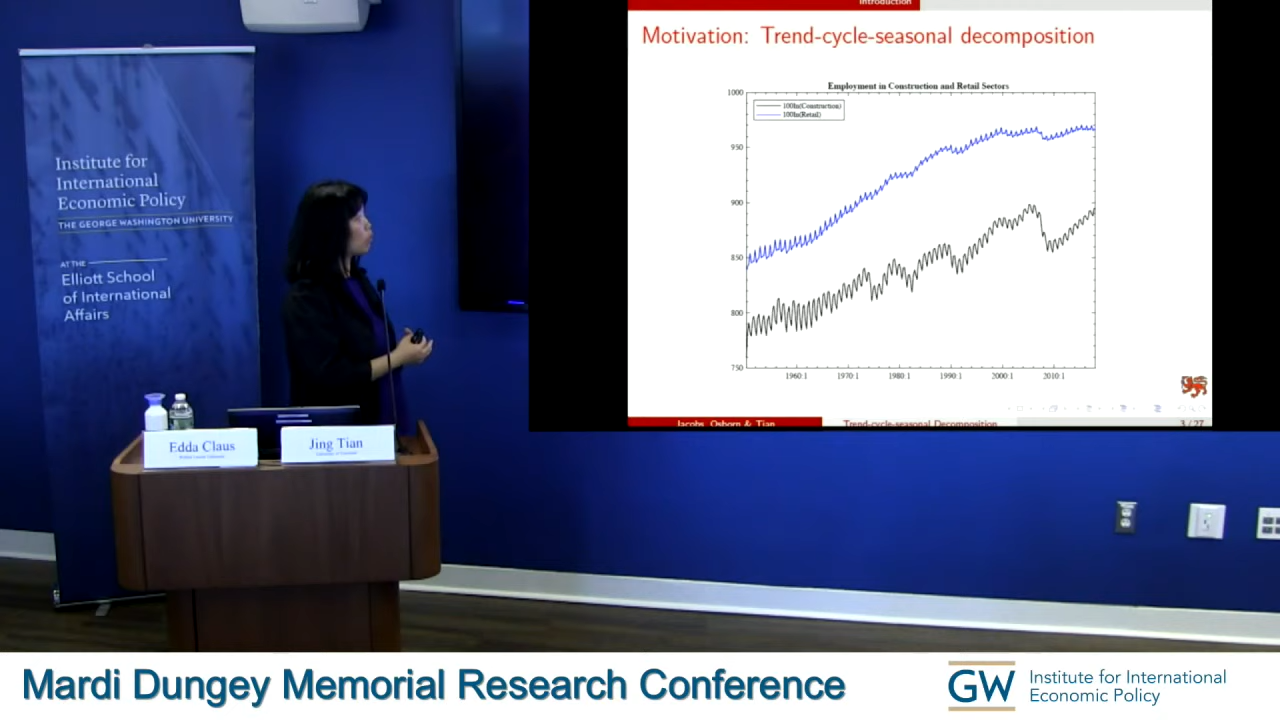 Introduction
Motivation: Trend-cycle-seasonal decomposition
Employment in Construction and Retail Sectors
100ln(Construction)
100ln(Retail)
1000
950
900
850
800
750
1960:1
1970:1
1980:1
1990:1
2000:1
2010:1
Jacobs, Osborn & Tian
Trend-cycle-seasonal Decomposition
3 / 27
Institute for
International
Economic Policy
THE GEORGE WASHINGTON UNIVERSITY
AT THE
Elliott School
of International
Affairs
Edda Claus
Jing Tian
Mardi Dungey Memorial Research Conference
GW
Institute for International
Economic Policy